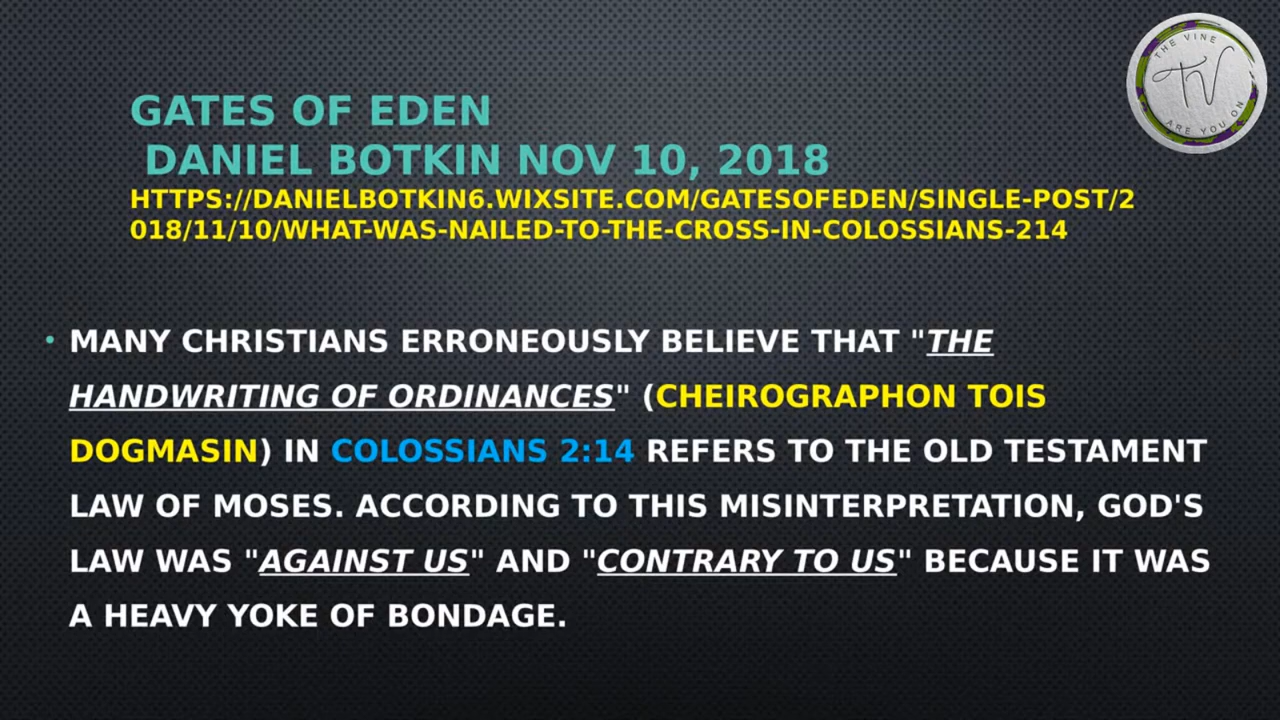 THE VINE
TV
ARE YOU ON
GATES OF EDEN
DANIEL BOTKIN NOV 10, 2018
HTTPS://DANIELBOTKIN6.WIXSITE.COM/GATESOFEDEN/SINGLE-POST/2
018/11/10/WHAT-WAS-NAILED-TO-THE-CROSS-IN-COLOSSIANS-214
• MANY CHRISTIANS ERRONEOUSLY BELIEVE THAT "THE
HANDWRITING OF ORDINANCES" (CHEIROGRAPHON TOIS
DOGMASIN) IN COLOSSIANS 2:14 REFERS TO THE OLD TESTAMENT
LAW OF MOSES. ACCORDING TO THIS MISINTERPRETATION, GOD'S
LAW WAS "AGAINST US" AND "CONTRARY TO US" BECAUSE IT WAS
A HEAVY YOKE OF BONDAGE.